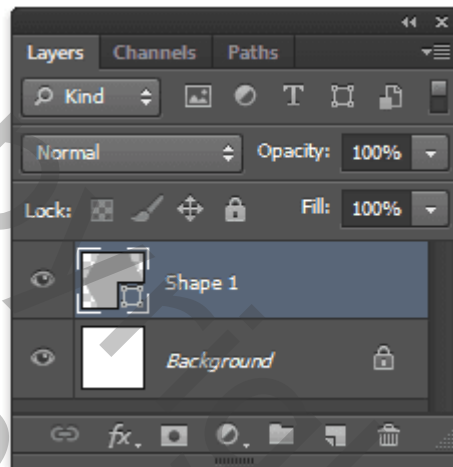 Layers Channels Paths
Kind T
Normal Opacity: 100%
Lock: Fill: 100%
Shape 1
Background
fx.